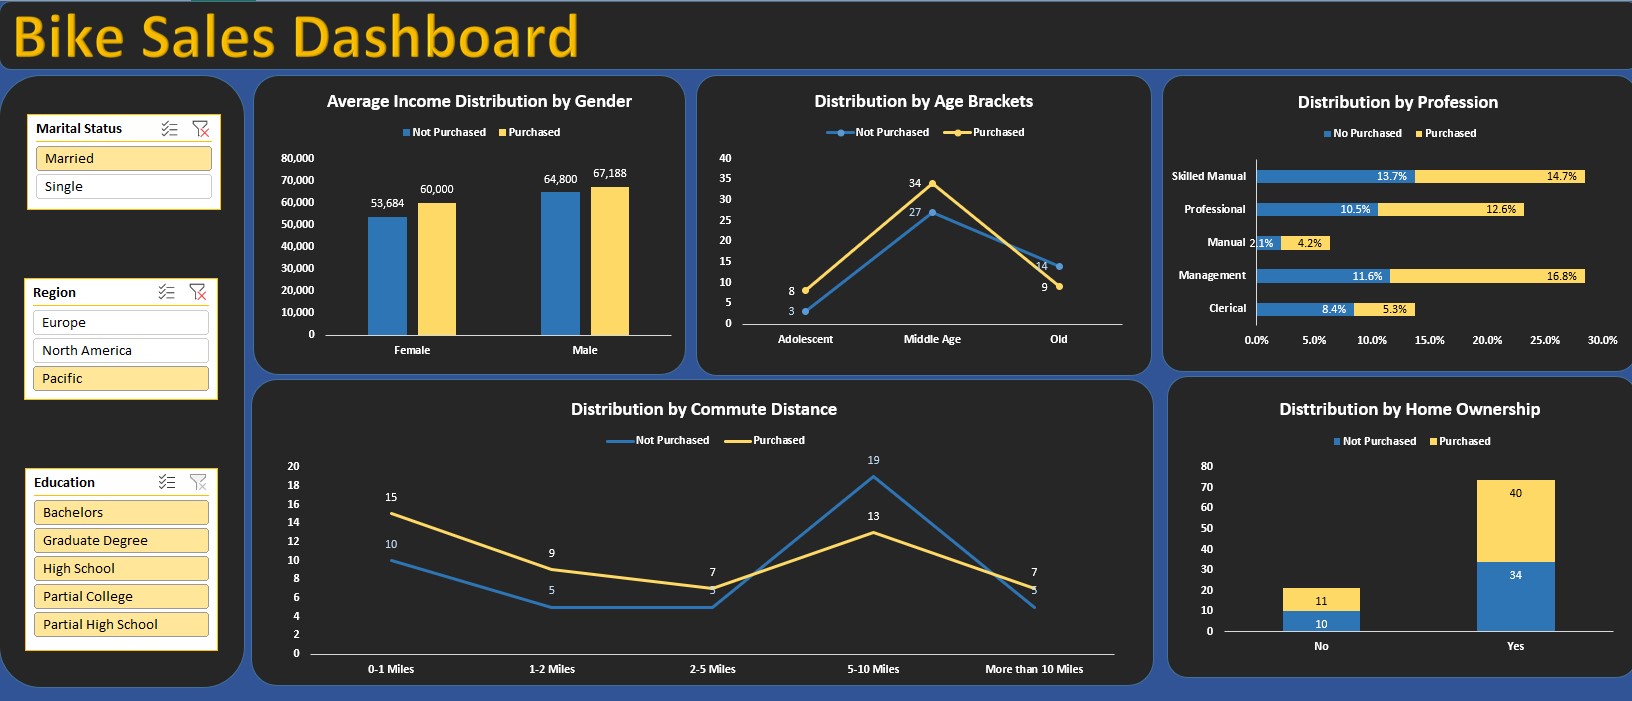 Bike Sales Dashboard
Marital Status
Married
Single
Region
Europe
North America
Pacific
Education
Bachelors
Graduate Degree
High School
Partial College
Partial High School
Average Income Distribution by Gender
Not Purchased Purchased
80,000
70,000
60,000
50,000
40,000
30,000
20,000
10,000
0
53,684 60,000 64,800 67,188
Female Male
Distribution by Age Brackets
Not Purchased Purchased
40
35
30
25
20
15
10
5
0
34
27
14
8
9
3
Adolescent Middle Age Old
Distribution by Profession
No Purchased Purchased
Skilled Manual 13.7% 14.7%
Professional 10.5% 12.6%
Manual 2.1% 4.2%
Management 11.6% 16.8%
Clerical 8.4% 5.3%
0.0% 5.0% 10.0% 15.0% 20.0% 25.0% 30.0%
Distribution by Commute Distance
Not Purchased Purchased
20
18
16
14
12
10
8
6
4
2
0
15 9 7 13 7
10 5 5 19 5
0-1 Miles 1-2 Miles 2-5 Miles 5-10 Miles More than 10 Miles
Disttribution by Home Ownership
Not Purchased Purchased
80
70
60
50
40
30
20
10
0
11 40
10 34
No Yes